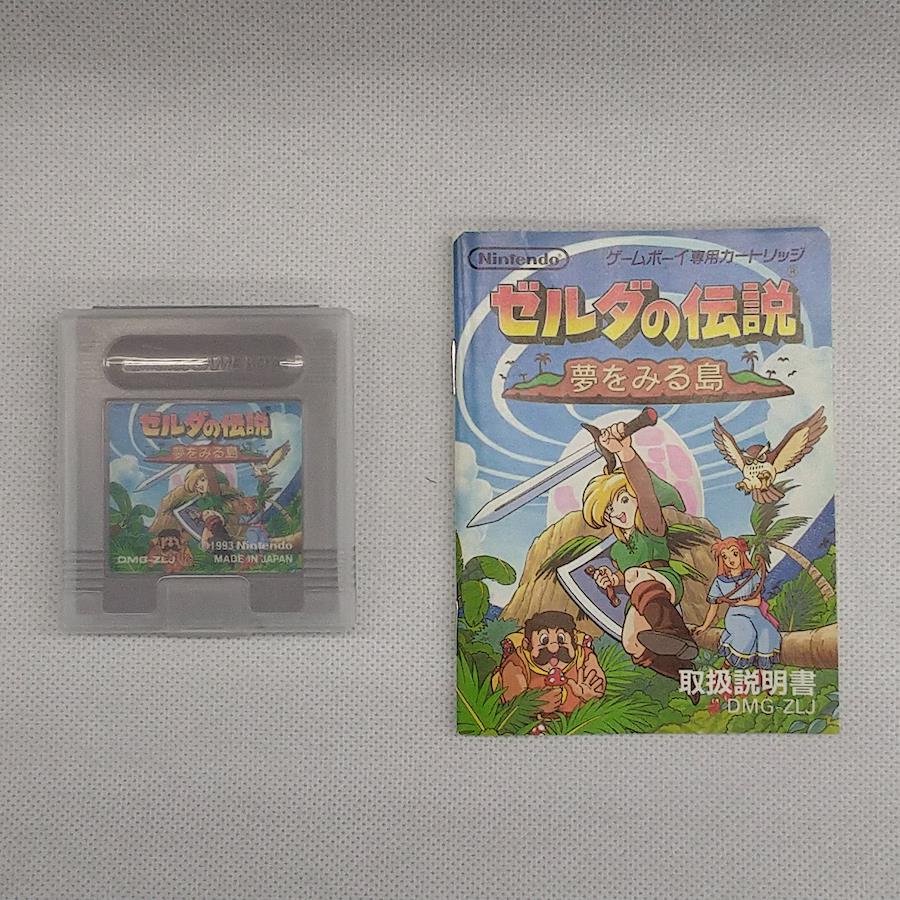 ゼルダの伝説
夢をみる島
©1993 Nintendo
DMG-ZLJ
MADE IN JAPAN
Nintendo®
ゲームボーイ専用カートリッジ
®
ゼルダの伝説
夢をみる島
取扱説明書
DMG-ZLJ